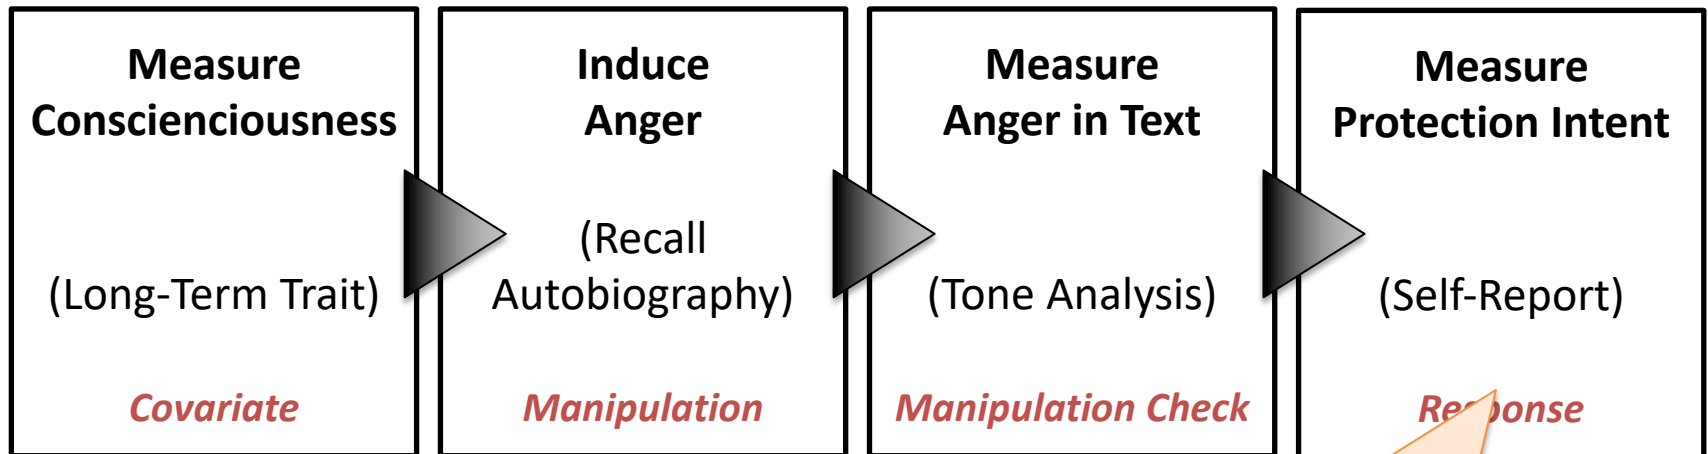 Measure
Conscienciousness
(Long-Term Trait)
Covariate
Induce
Anger
(Recall
Autobiography)
Manipulation
Measure
Anger in Text
(Tone Analysis)
Manipulation Check
Measure
Protection Intent
(Self-Report)
Response